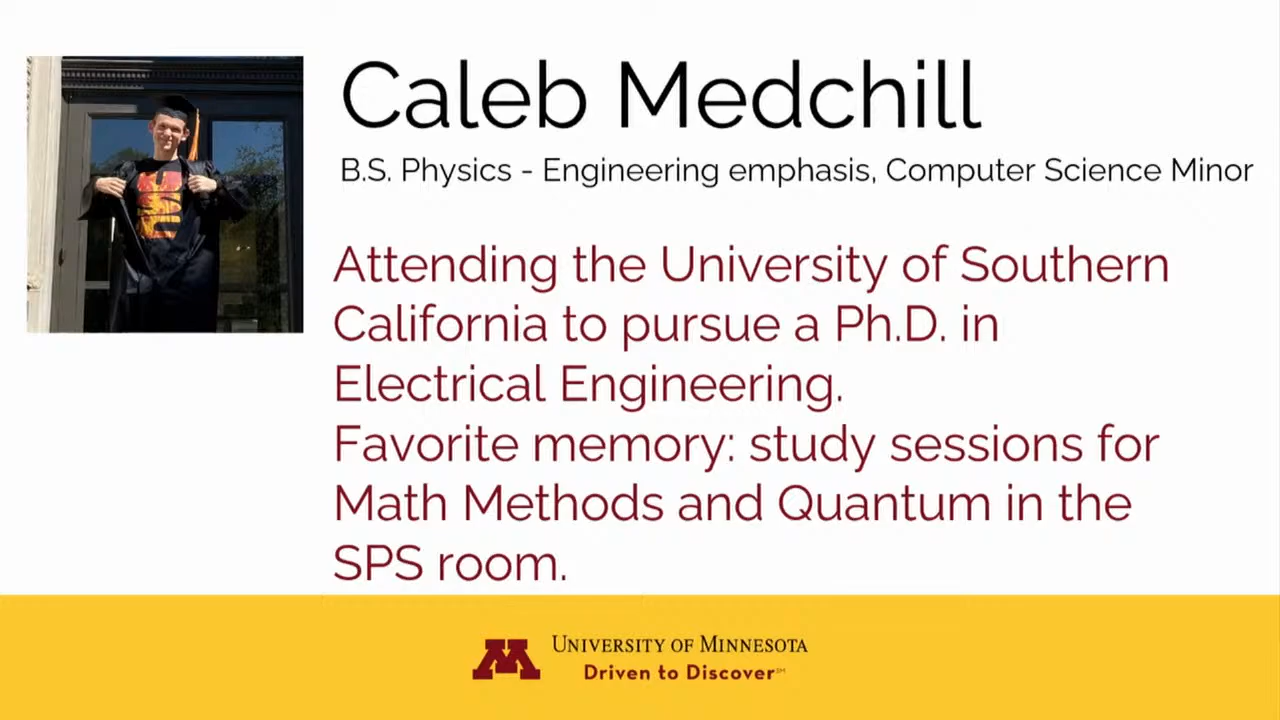 Caleb Medchill
B.S. Physics - Engineering emphasis, Computer Science Minor
Attending the University of Southern
California to pursue a Ph.D. in
Electrical Engineering.
Favorite memory: study sessions for
Math Methods and Quantum in the
SPS room.
M
UNIVERSITY OF MINNESOTA
Driven to Discover℠